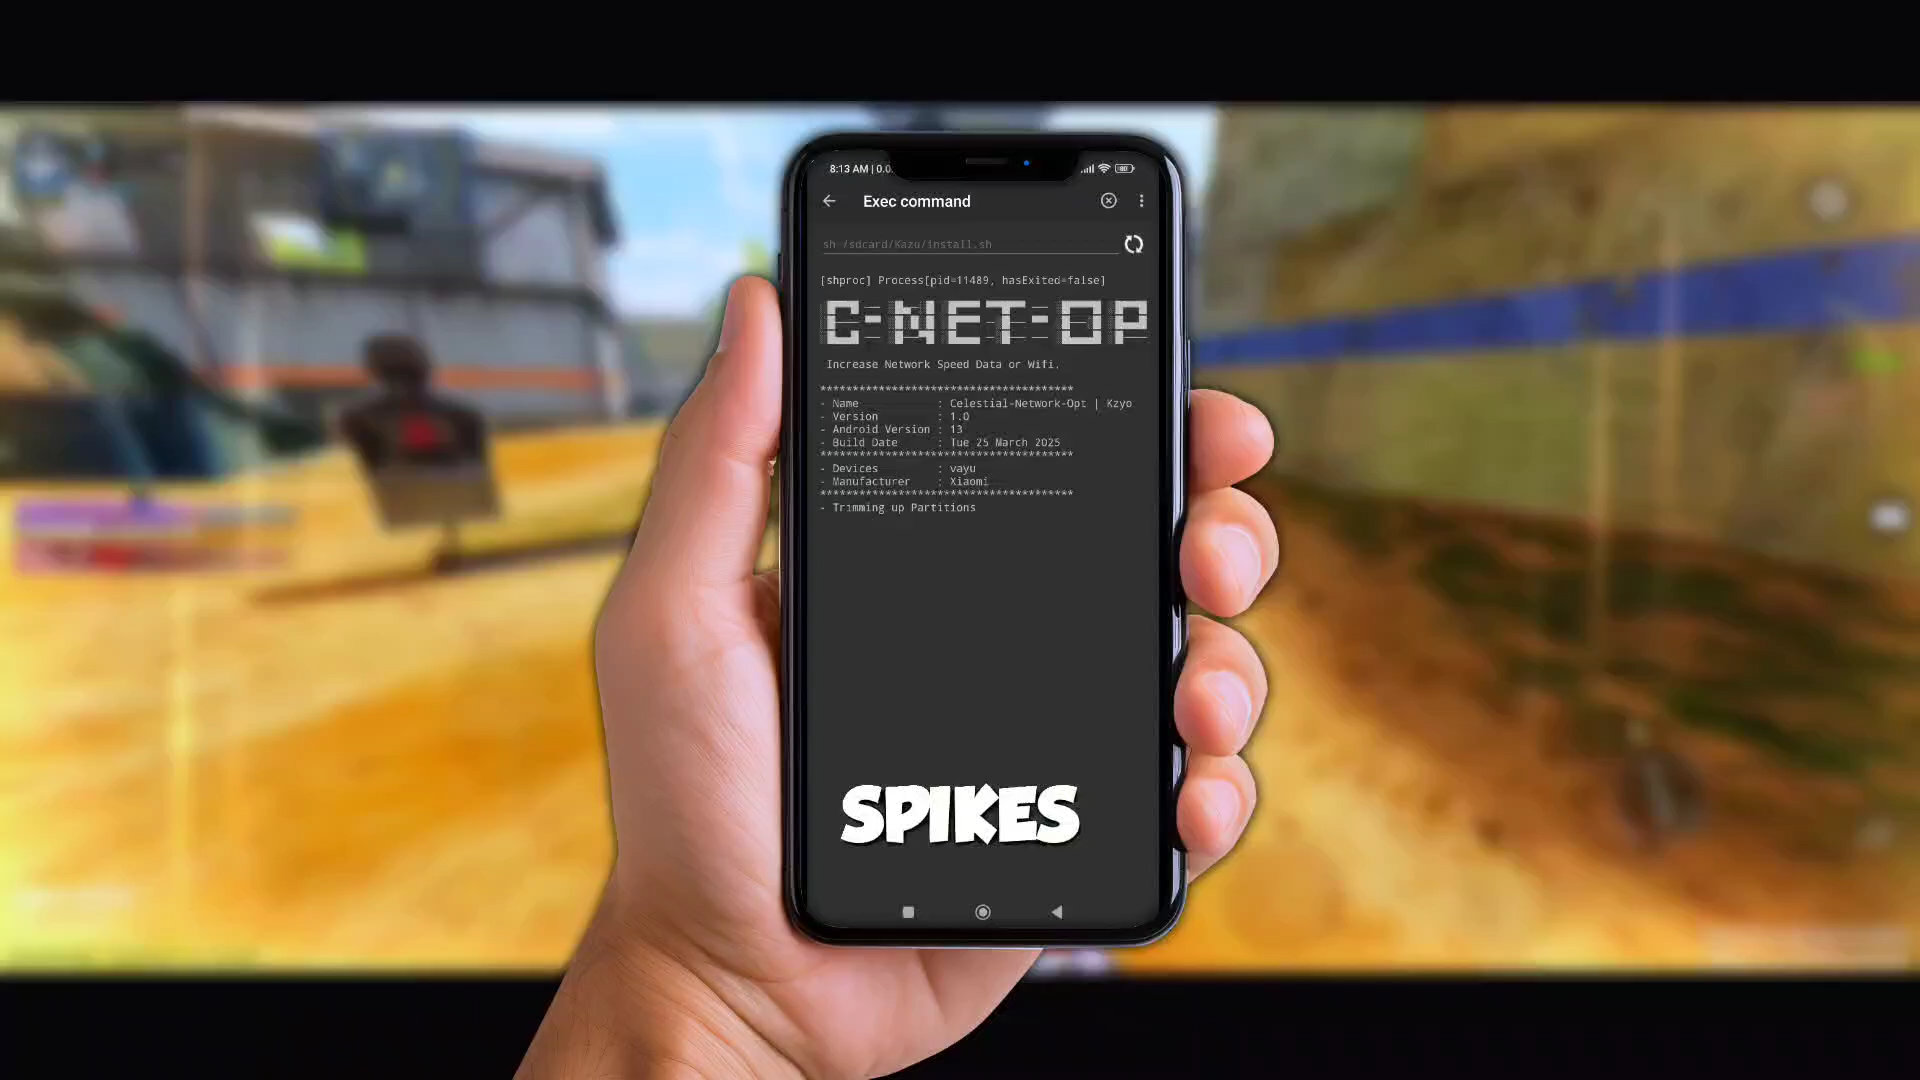 8:13 AM | 0.0
Exec command
sh /sdcard/Kazu/install.sh
[shproc] Process[pid=11489, hasExited=false]
C-NET-OP
Increase Network Speed Data or Wifi.
***************************************
- Name : Celestial-Network-Opt | Kzyo
- Version : 1.0
- Android Version : 13
- Build Date : Tue 25 March 2025
***************************************
- Devices : vayu
- Manufacturer : Xiaomi
***************************************
- Trimming up Partitions
SPIKES